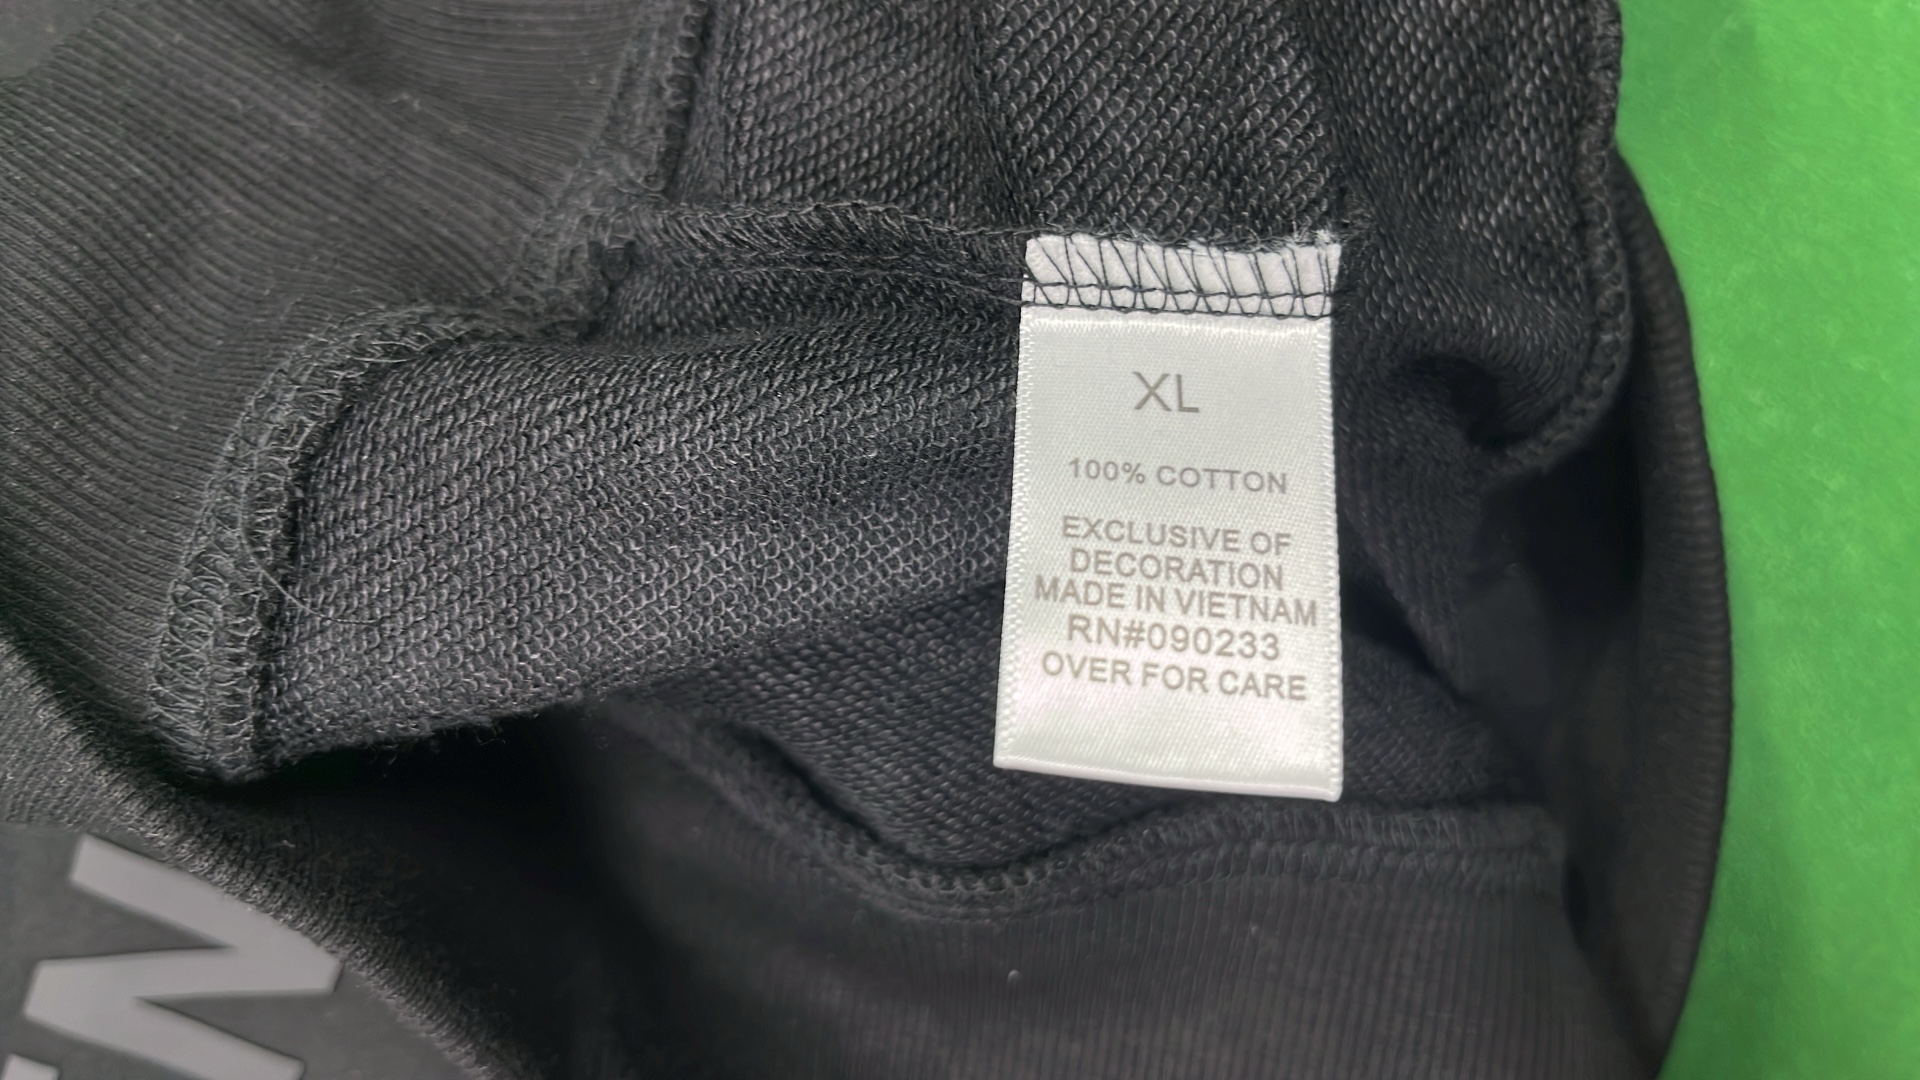 XL
100% COTTON
EXCLUSIVE OF
DECORATION
MADE IN VIETNAM
RN#090233
OVER FOR CARE